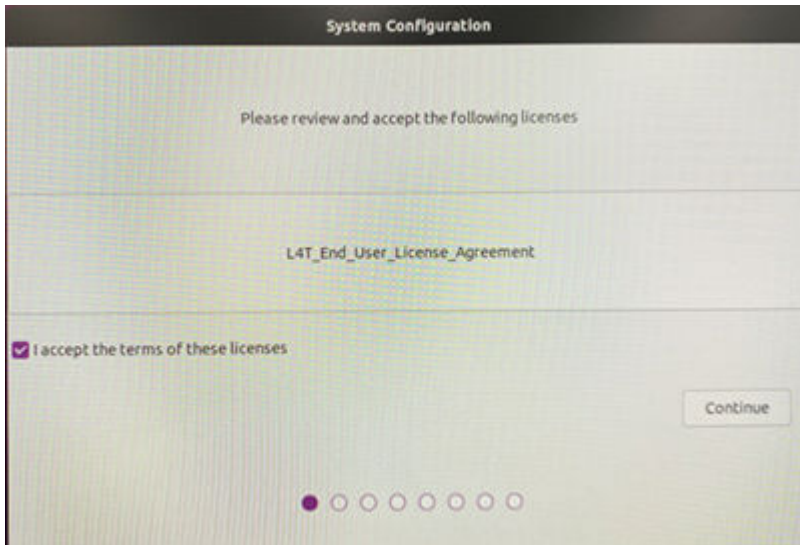 System Configuration
Please review and accept the following licenses
L4T_End_User_License_Agreement
I accept the terms of these licenses
Continue